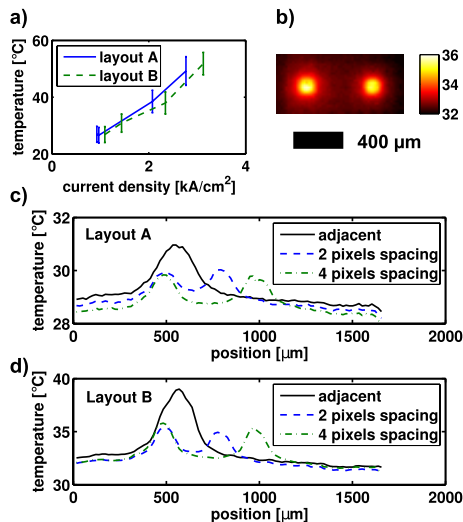 a)
b)
temperature [°C]
60
40
20
layout A
layout B
0
2
4
current density [kA/cm²]
36
34
32
400 µm
c)
temperature [°C]
32
30
28
Layout A
adjacent
2 pixels spacing
4 pixels spacing
0
500
1000
1500
2000
position [µm]
d)
temperature [°C]
40
35
30
Layout B
adjacent
2 pixels spacing
4 pixels spacing
0
500
1000
1500
2000
position [µm]